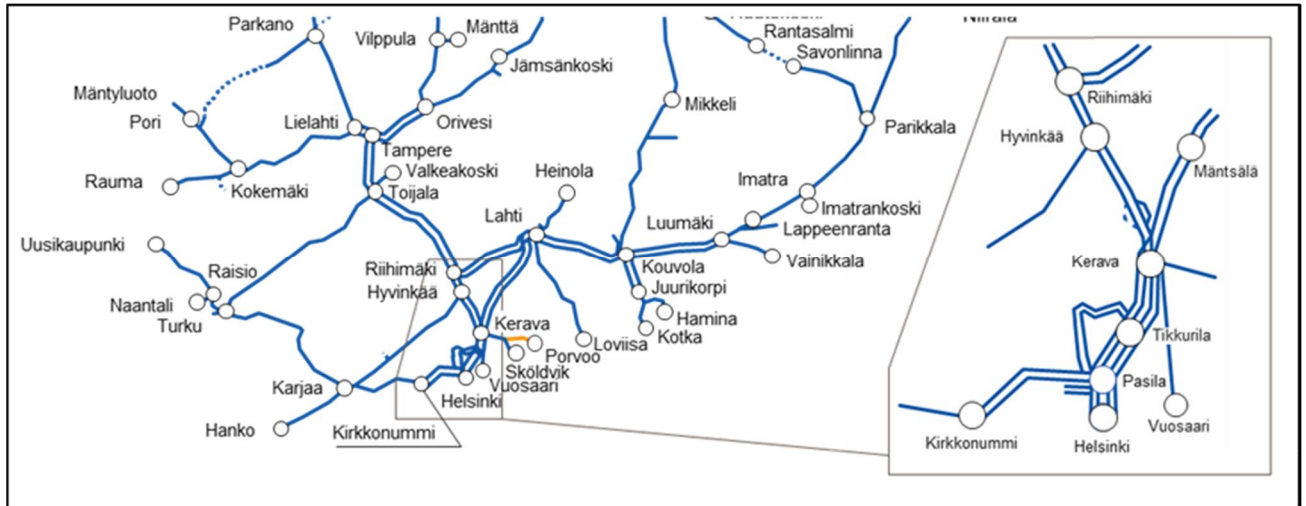 Niirala
Parkano
Vilppula
Mänttä
Rantasalmi
Savonlinna
Jämsänkoski
Mäntyluoto
Pori
Lielahti
Orivesi
Mikkeli
Parikkala
Tampere
Valkeakoski
Toijala
Rauma
Kokemäki
Heinola
Imatra
Imatrankoski
Lahti
Luumäki
Lappeenranta
Vainikkala
Uusikaupunki
Raisio
Naantali
Turku
Riihimäki
Hyvinkää
Kouvola
Juurikorpi
Hamina
Kotka
Kerava
Porvoo
Loviisa
Sköldvik
Vuosaari
Helsinki
Karjaa
Hanko
Kirkkonummi
Riihimäki
Hyvinkää
Mäntsälä
Kerava
Tikkurila
Pasila
Kirkkonummi
Helsinki
Vuosaari